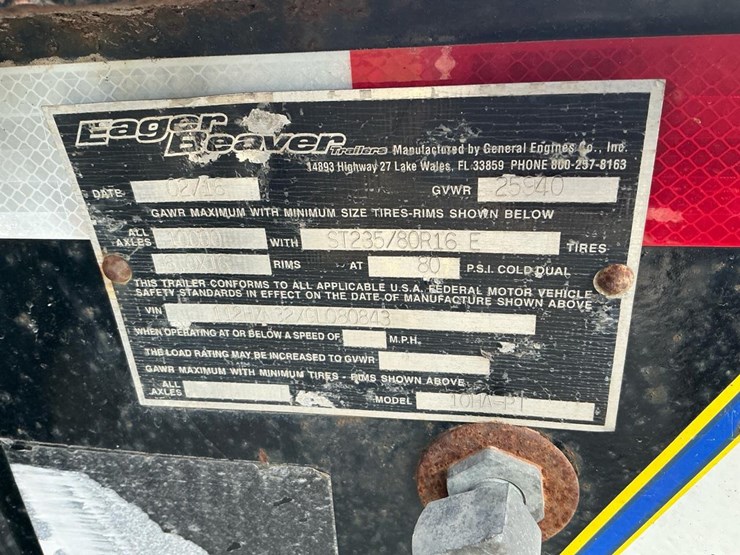 Eager Beaver Trailers Manufactured by General Engines Co., Inc.
14893 Highway 27 Lake Wales, FL 33859 PHONE 800-257-8163
DATE 02/16 GVWR 25940
GAWR MAXIMUM WITH MINIMUM SIZE TIRES-RIMS SHOWN BELOW
ALL AXLES WITH ST235/80R16 E TIRES
RIMS AT 80 P.S.I. COLD DUAL
THIS TRAILER CONFORMS TO ALL APPLICABLE U.S.A. FEDERAL MOTOR VEHICLE
SAFETY STANDARDS IN EFFECT ON THE DATE OF MANUFACTURE SHOWN ABOVE
VIN
WHEN OPERATING AT OR BELOW A SPEED OF M.P.H.
THE LOAD RATING MAY BE INCREASED TO GVWR
GAWR MAXIMUM WITH MINIMUM TIRES - RIMS SHOWN ABOVE
ALL AXLES MODEL 10HA-PT